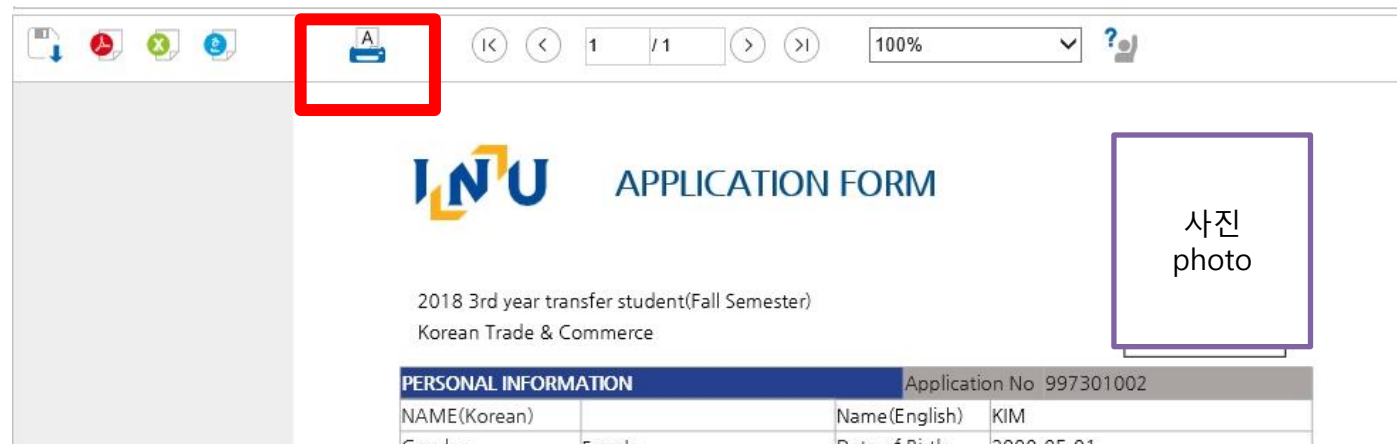 1 / 1 100%
INU APPLICATION FORM
사진
photo
2018 3rd year transfer student(Fall Semester)
Korean Trade & Commerce
PERSONAL INFORMATION Application No 997301002
NAME(Korean) Name(English) KIM